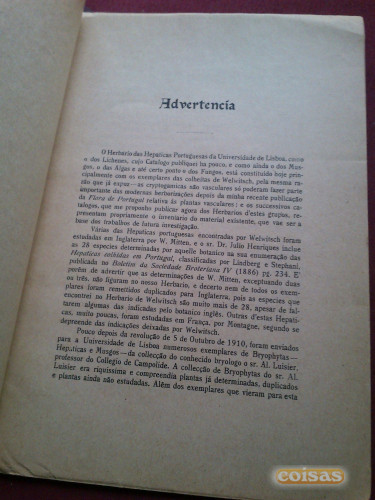 Advertencia
O Herbario das Hepaticas Portuguesas da Universidade de Lisboa, como
o dos Lichenes, cujo Catalogo publiquei ha pouco, e como ainda o dos Mus-
gos, o das Algas e até certo ponto o dos Fungos, está constituido hoje prin-
cipalmente com os exemplares das colheitas de Welwitsch, pela mesma ra-
zão que já expus—as cryptogamicas não vasculares só poderam fazer parte
importante das modernas herborizações depois da minha recente publicação
da Flora de Portugal relativa ás plantas vasculares; e os successivos ca-
talogos, que me proponho publicar agora dos Herbarios d'estes grupos, re-
presentam propriamente o inventario do material existente, que vae ser a
base dos trabalhos de futura investigação.
Várias das Hepaticas portuguesas encontradas por Welwitsch foram
estudadas em Inglaterra por W. Mitten, e o sr. Dr. Julio Henriques inclue
as 28 especies determinadas por aquelle botanico na sua enumeração das
Hepaticas colhidas em Portugal, classificadas por Lindberg e Stephani,
publicada no Boletim da Sociedade Broteriana IV (1886) pg. 234. E'
porém de advertir que as determinações de W. Mitten, exceptuando duas
ou três, não figuram no nosso Herbario, e decerto nem de todos os exem-
plares foram remetidos duplicados para Inglaterra, pois as especies que
encontrei no Herbario de Welwitsch são muito mais de 28, apesar de fal-
tarem algumas das indicadas pelo botanico inglês. Outras d'estas Hepati-
cas, muito poucas, foram estudadas em França, por Montagne, segundo se
depreende das indicações deixadas por Welwitsch.
Pouco depois da revolução de 5 de Outubro de 1910, foram enviados
para a Universidade de Lisboa numerosos exemplares de Bryophytas—
Hepaticas e Musgos—da collecção do conhecido bryologo o sr. Al. Luisier,
professor do Collegio de Campolide. A collecção de Bryophytas do sr. Al.
Luisier era riquissima e compreendia plantas já determinadas, duplicados
e plantas ainda não estudadas. Além dos exemplares que vieram para esta
coisas